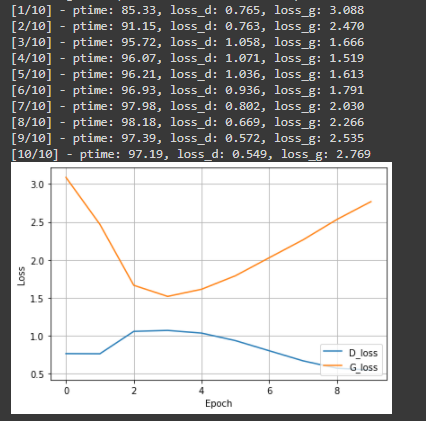 [1/10] - ptime: 85.33, loss_d: 0.765, loss_g: 3.088
[2/10] - ptime: 91.15, loss_d: 0.763, loss_g: 2.470
[3/10] - ptime: 95.72, loss_d: 1.058, loss_g: 1.666
[4/10] - ptime: 96.07, loss_d: 1.071, loss_g: 1.519
[5/10] - ptime: 96.21, loss_d: 1.036, loss_g: 1.613
[6/10] - ptime: 96.93, loss_d: 0.936, loss_g: 1.791
[7/10] - ptime: 97.98, loss_d: 0.802, loss_g: 2.030
[8/10] - ptime: 98.18, loss_d: 0.669, loss_g: 2.266
[9/10] - ptime: 97.39, loss_d: 0.572, loss_g: 2.535
[10/10] - ptime: 97.19, loss_d: 0.549, loss_g: 2.769
3.0
2.5
2.0
1.5
1.0
0.5
Loss
D_loss
G_loss
0 2 4 6 8
Epoch